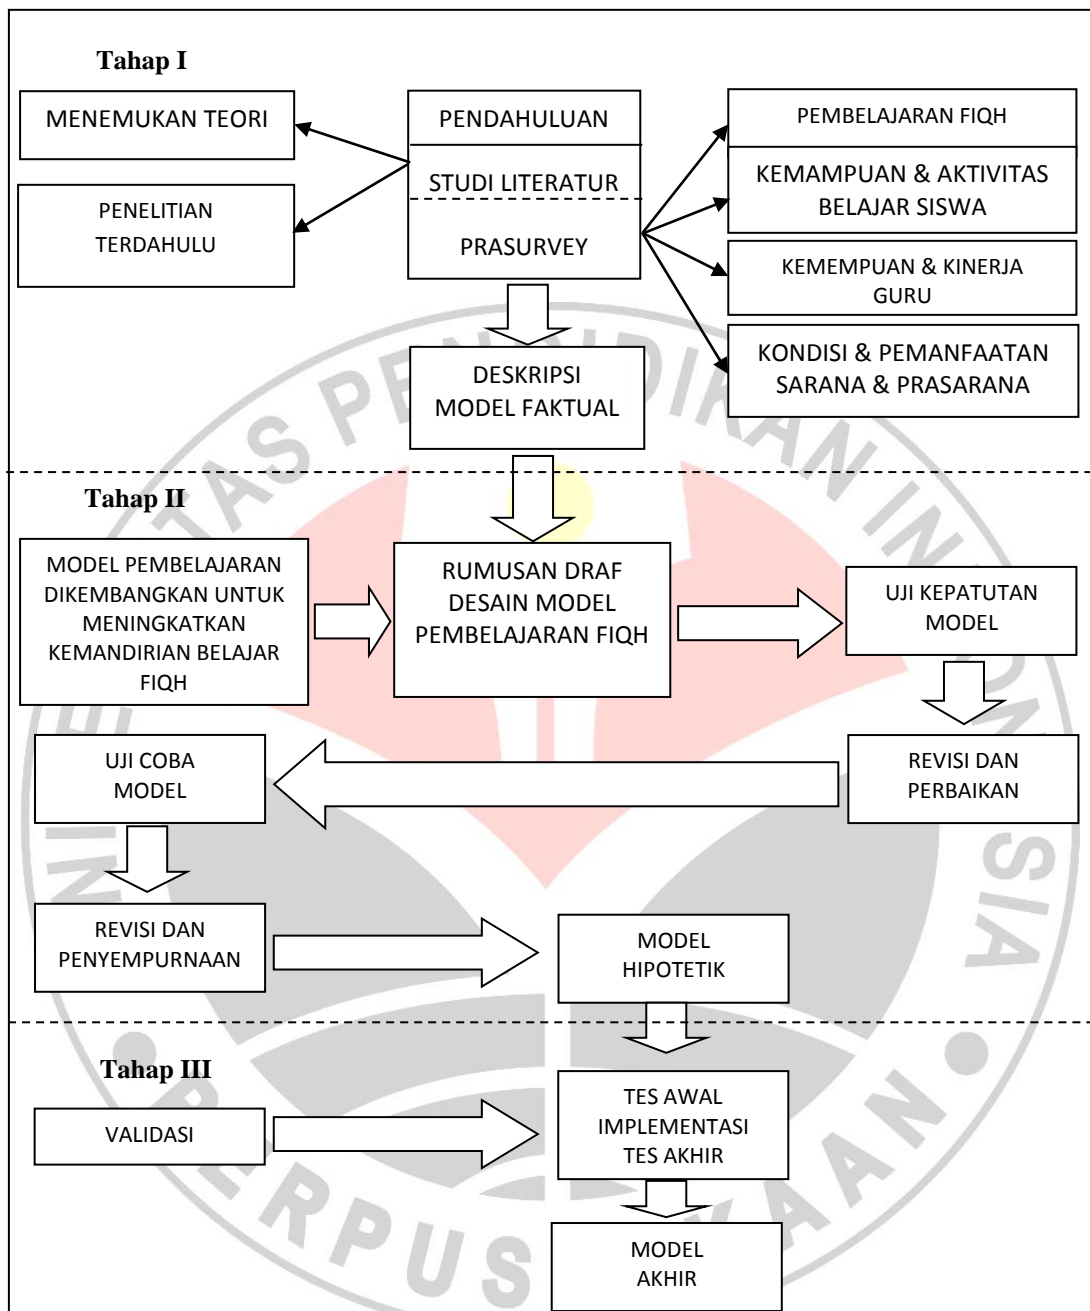 Tahap I
MENEMUKAN TEORI
PENELITIAN
TERDAHULU
PENDAHULUAN
STUDI LITERATUR
PRASURVEY
PEMBELAJARAN FIQH
KEMAMPUAN & AKTIVITAS
BELAJAR SISWA
KEMEMPUAN & KINERJA
GURU
KONDISI & PEMANFAATAN
SARANA & PRASARANA
DESKRIPSI
MODEL FAKTUAL
Tahap II
MODEL PEMBELAJARAN
DIKEMBANGKAN UNTUK
MENINGKATKAN
KEMANDIRIAN BELAJAR
FIQH
RUMUSAN DRAF
DESAIN MODEL
PEMBELAJARAN FIQH
UJI KEPATUTAN
MODEL
REVISI DAN
PERBAIKAN
UJI COBA
MODEL
REVISI DAN
PENYEMPURNAAN
MODEL
HIPOTETIK
Tahap III
VALIDASI
TES AWAL
IMPLEMENTASI
TES AKHIR
MODEL
AKHIR